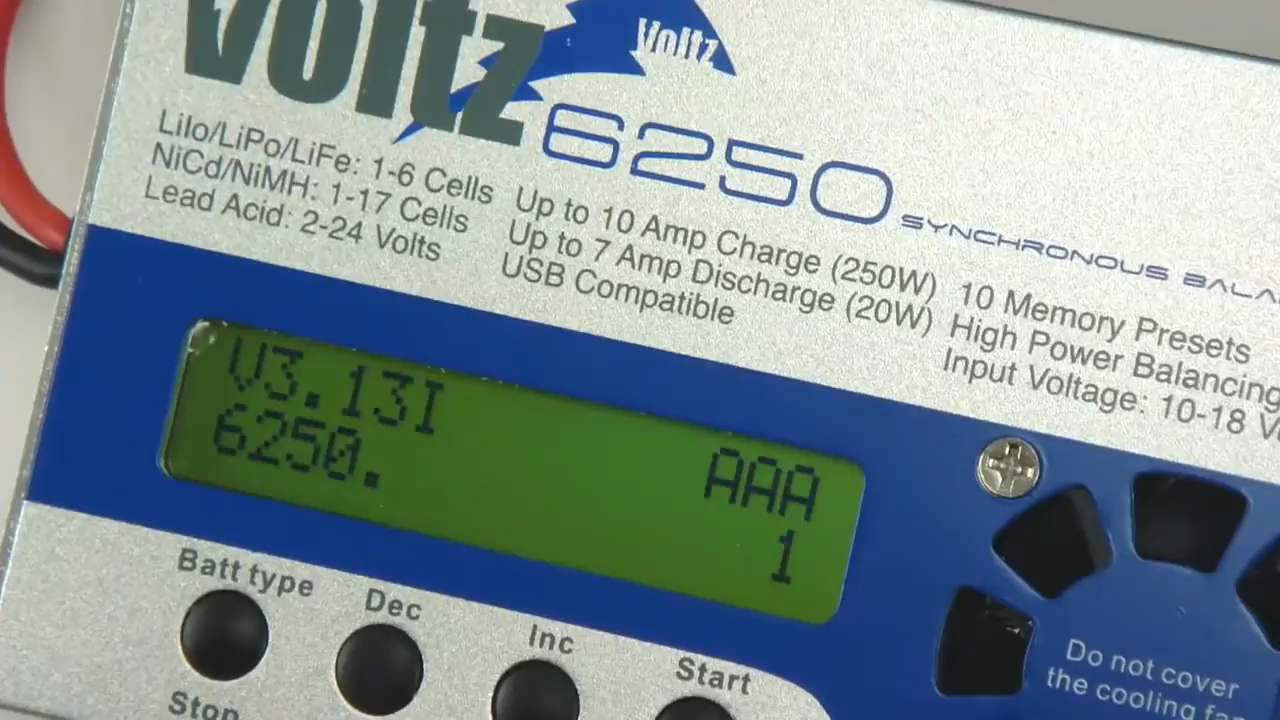 Voltz
Voltz
6250
SYNCHRONOUS
LiIo/LiPo/LiFe: 1-6 Cells
NiCd/NiMH: 1-17 Cells
Lead Acid: 2-24 Volts
Up to 10 Amp Charge (250W)
Up to 7 Amp Discharge (20W)
USB Compatible
10 Memory Presets
High Power Balancing
Input Voltage: 10-18 V
V3.13I AAA
6250. 1
Batt type
Dec
Inc
Start
Stop
Do not cover
the cooling